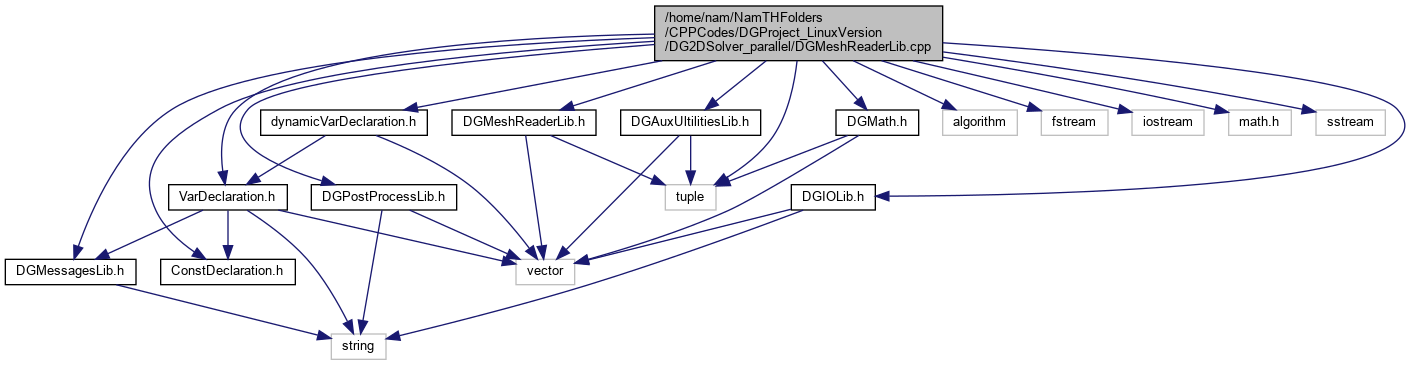 /home/nam/NamTHFolders
/CPPCodes/DGProject_LinuxVersion
/DG2DSolver_parallel/DGMeshReaderLib.cpp
dynamicVarDeclaration.h
DGMeshReaderLib.h
DGAuxUltilitiesLib.h
DGMath.h
algorithm
fstream
iostream
math.h
sstream
VarDeclaration.h
DGPostProcessLib.h
tuple
DGIOLib.h
DGMessagesLib.h
ConstDeclaration.h
vector
string